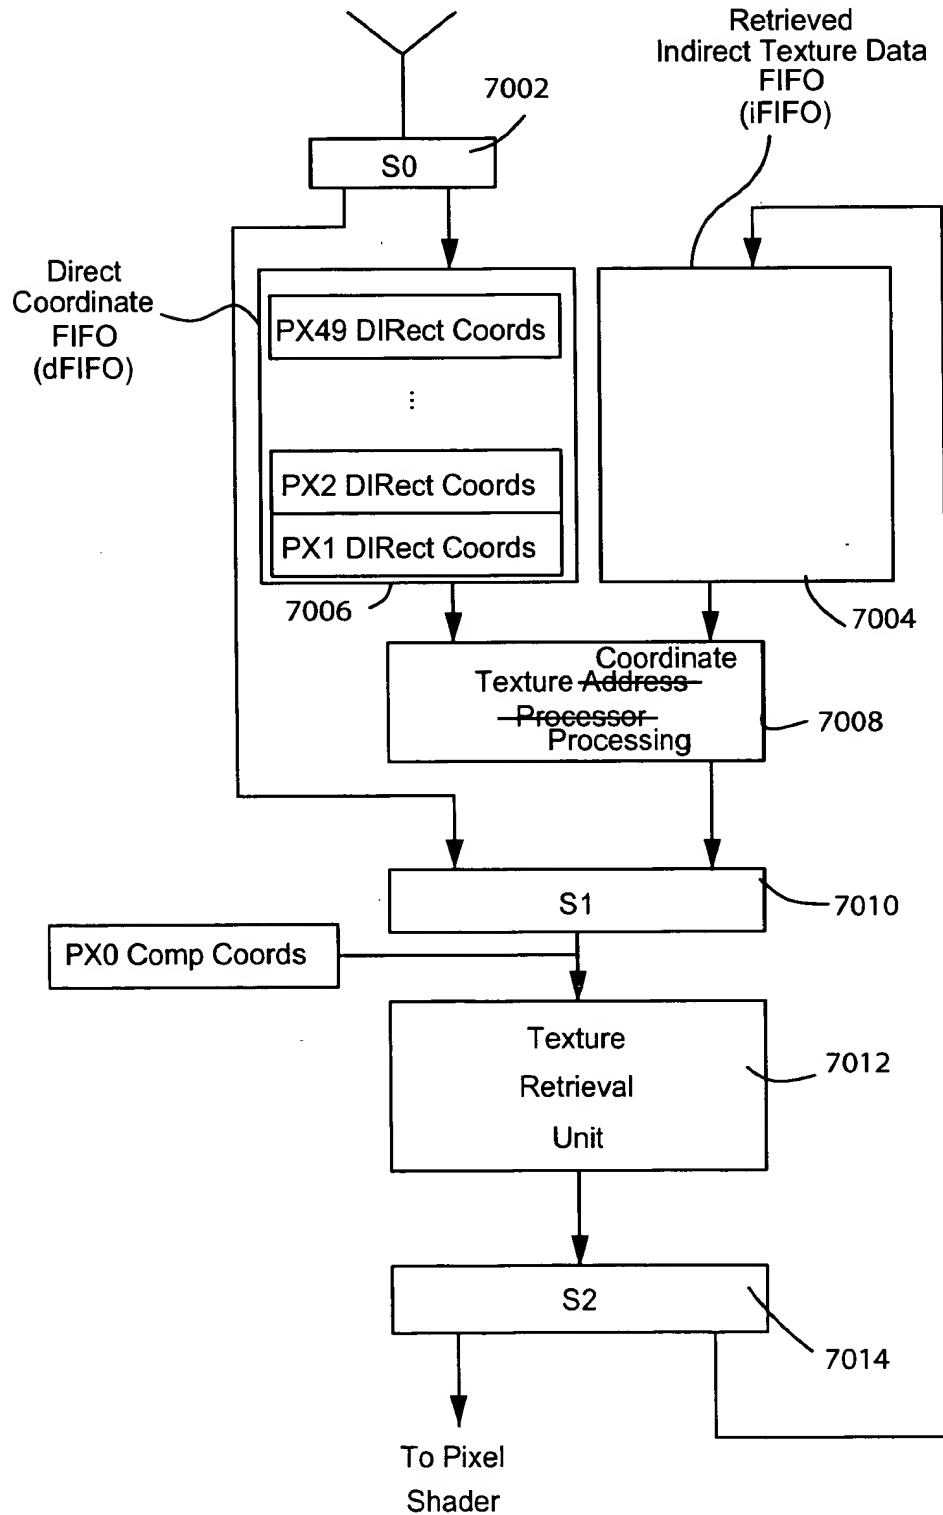 Retrieved
Indirect Texture Data
FIFO
(iFIFO)
7002
S0
Direct
Coordinate
FIFO
(dFIFO)
PX49 DIRect Coords
⋮
PX2 DIRect Coords
PX1 DIRect Coords
7006
7004
Coordinate
Texture Address
Processor
Processing
7008
S1
7010
PX0 Comp Coords
Texture
Retrieval
Unit
7012
S2
7014
To Pixel
Shader